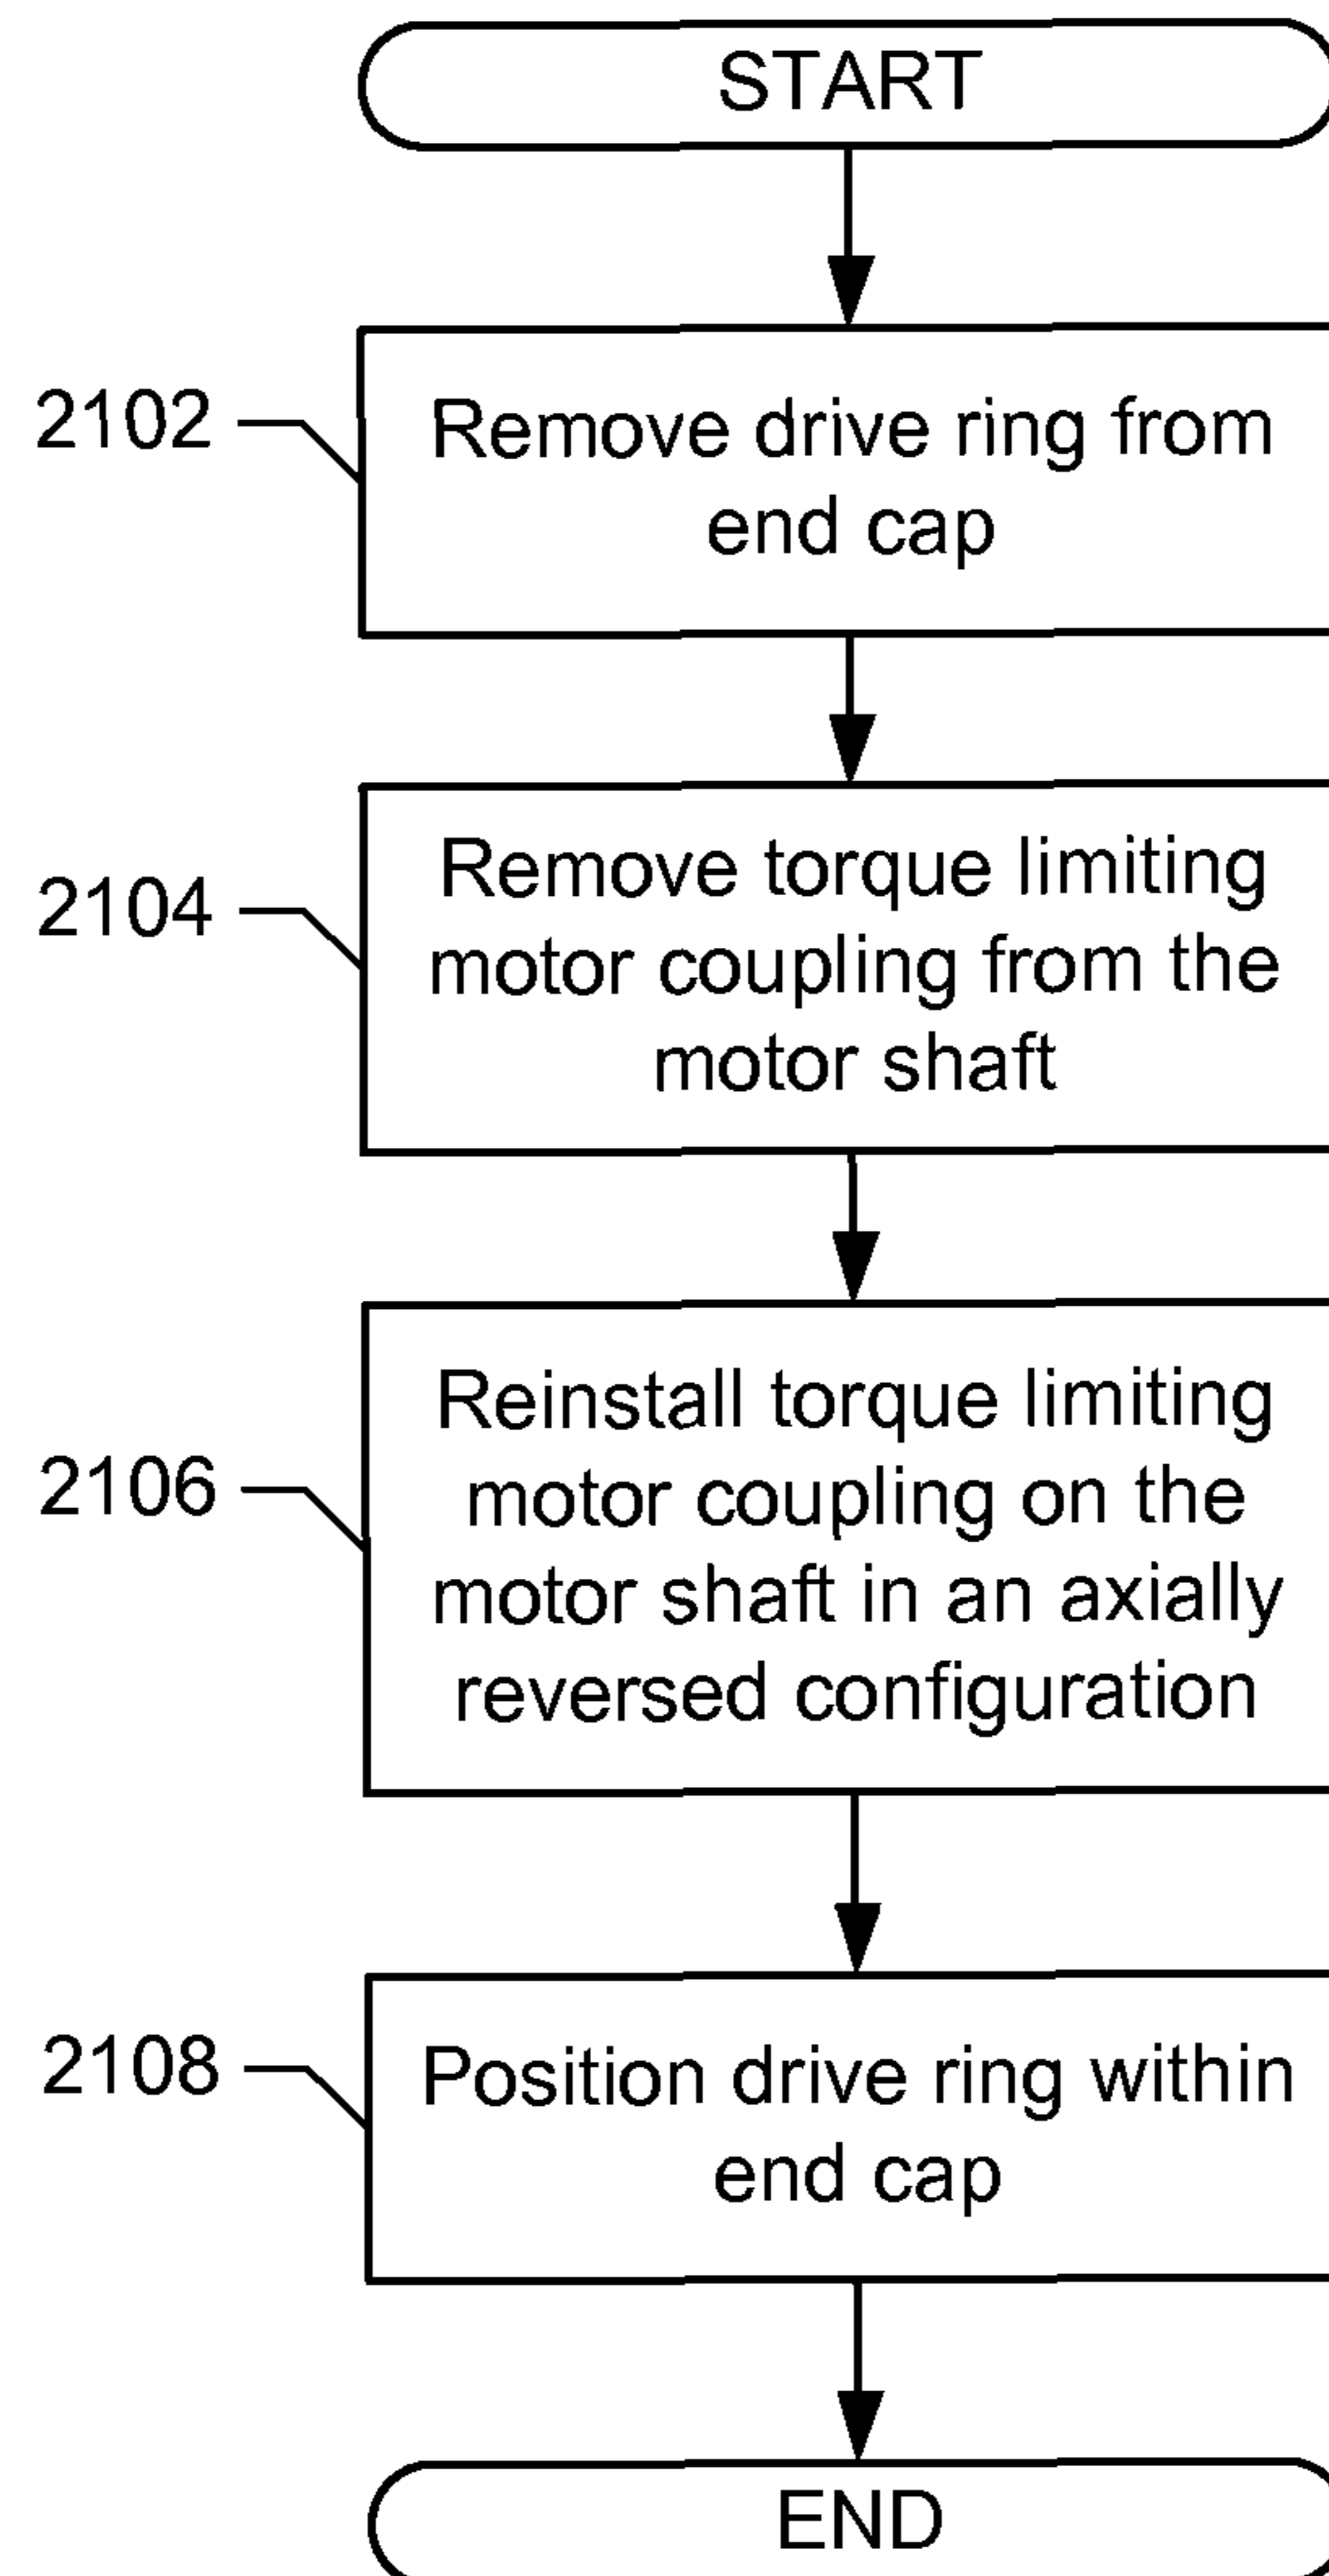 START
2102
Remove drive ring from
end cap
2104
Remove torque limiting
motor coupling from the
motor shaft
2106
Reinstall torque limiting
motor coupling on the
motor shaft in an axially
reversed configuration
2108
Position drive ring within
end cap
END